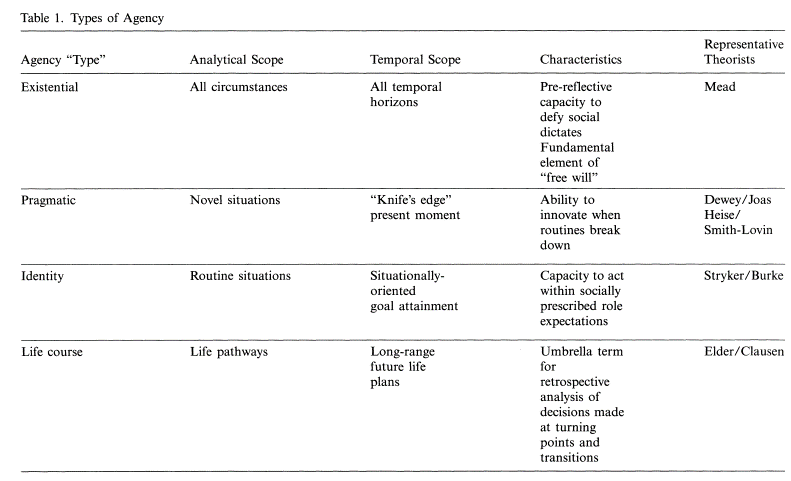 Table 1. Types of Agency
Agency “Type”
Analytical Scope
Temporal Scope
Characteristics
Representative
Theorists
Existential
All circumstances
All temporal
horizons
Pre-reflective
capacity to
defy social
dictates
Fundamental
element of
“free will”
Mead
Pragmatic
Novel situations
“Knife's edge”
present moment
Ability to
innovate when
routines break
down
Dewey/Joas
Heise/
Smith-Lovin
Identity
Routine situations
Situationally-
oriented
goal attainment
Capacity to act
within socially
prescribed role
expectations
Stryker/Burke
Life course
Life pathways
Long-range
future life
plans
Umbrella term
for
retrospective
analysis of
decisions made
at turning
points and
transitions
Elder/Clausen